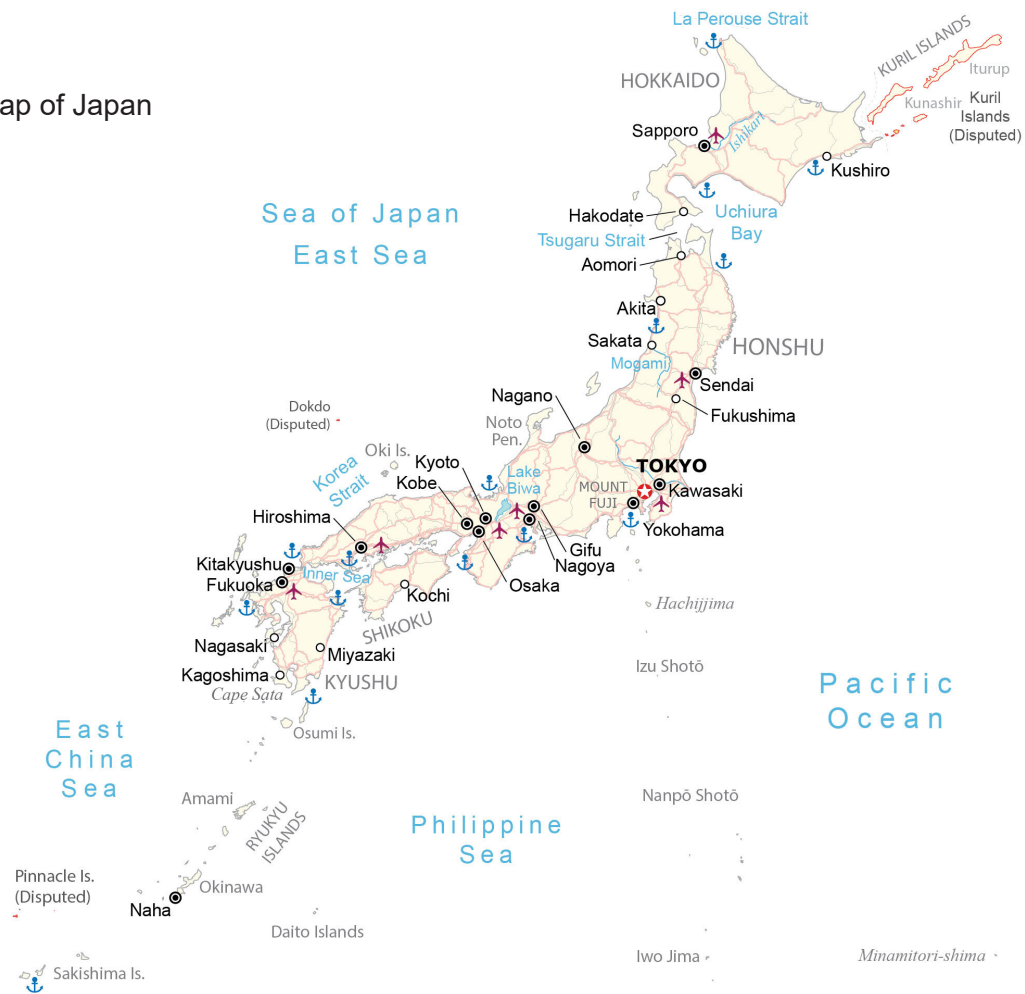 La Perouse Strait
KURIL ISLANDS
HOKKAIDO
Iturup
ap of Japan
Kunashir
Kuril
Islands
(Disputed)
Sapporo
Ishikari
Kushiro
Sea of Japan
East Sea
Hakodate
Uchiura
Bay
Tsugaru Strait
Aomori
Akita
Sakata
HONSHU
Mogami
Sendai
Nagano
Fukushima
Dokdo
(Disputed)
Noto
Pen.
Oki Is.
Korea
Strait
Kyoto
Kobe
Lake
Biwa
TOKYO
MOUNT
FUJI
Kawasaki
Hiroshima
Yokohama
Gifu
Nagoya
Kitakyushu
Inner Sea
Fukuoka
Osaka
Kochi
Hachijjima
SHIKOKU
Nagasaki
Miyazaki
Izu Shotō
Kagoshima
KYUSHU
Cape Sata
Pacific
Ocean
Osumi Is.
East
China
Sea
Amami
RYUKYU
ISLANDS
Nanpō Shotō
Philippine
Sea
Pinnacle Is.
(Disputed)
Okinawa
Naha
Daito Islands
Iwo Jima
Minamitori-shima
Sakishima Is.